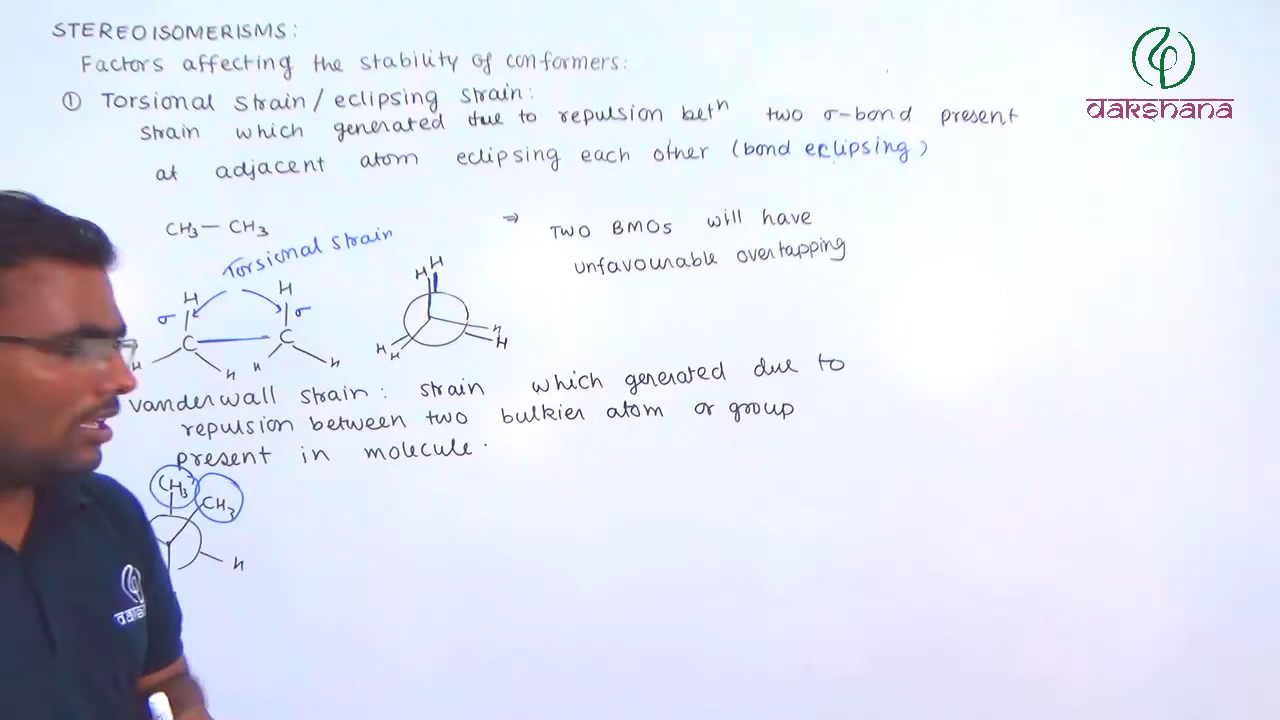 STEREOISOMERISMS:
Factors affecting the stability of conformers:
① Torsional strain / eclipsing strain:
strain which generated due to repulsion betⁿ two σ-bond present
at adjacent atom eclipsing each other (bond eclipsing)
dakshana
CH₃ — CH₃
⇒ Two BMOs will have
unfavourable overtapping
Torsional strain
H H
σ σ
C C
H H H H
H H
H H
H H
vanderwall strain: strain which generated due to
repulsion between two bulkier atom or group
present in molecule.
CH₃ CH₃
H